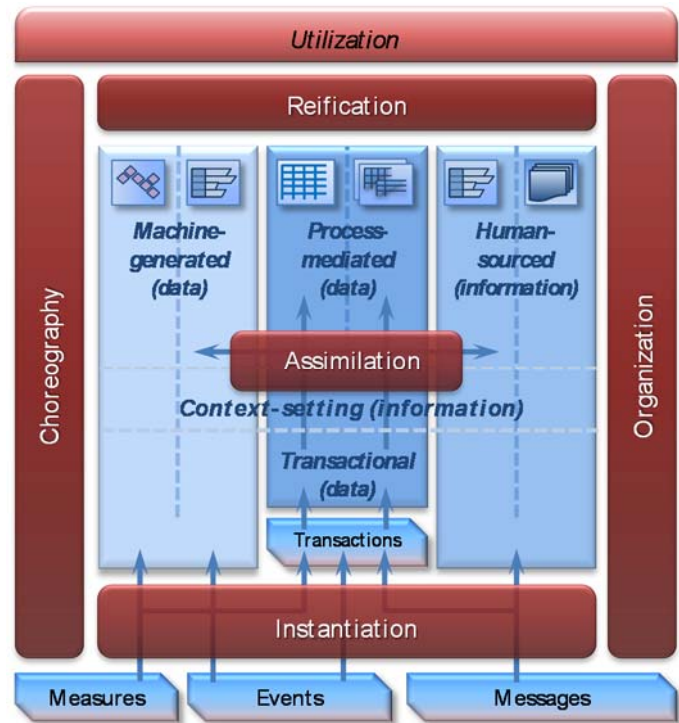 Utilization
Choreography
Reification
Organization
Machine-
generated
(data)
Process-
mediated
(data)
Human-
sourced
(information)
Assimilation
Context-setting (information)
Transactional
(data)
Transactions
Instantiation
Measures
Events
Messages